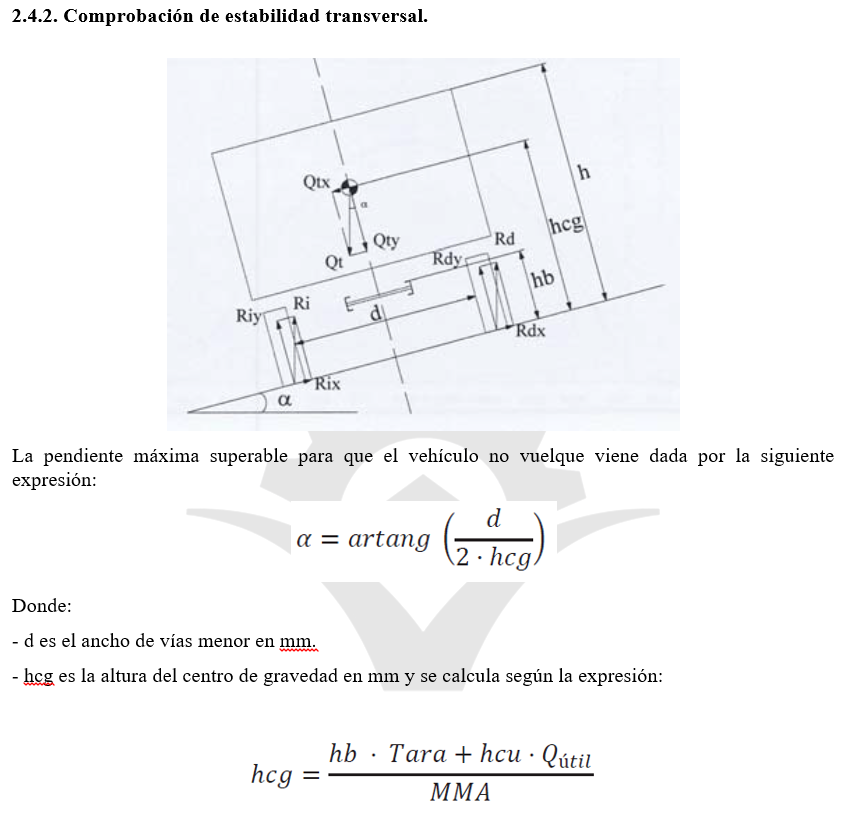 2.4.2. Comprobación de estabilidad transversal.
h
Qtx
α
hcg
Qty
Rd
Qt
Rdy
hb
Ri
Riy
d
Rdx
Rix
α
La pendiente máxima superable para que el vehículo no vuelque viene dada por la siguiente
expresión:
α = artang (d / 2 · hcg)
Donde:
- d es el ancho de vías menor en mm.
- hcg es la altura del centro de gravedad en mm y se calcula según la expresión:
hcg = hb · Tara + hcu · Qútil / MMA